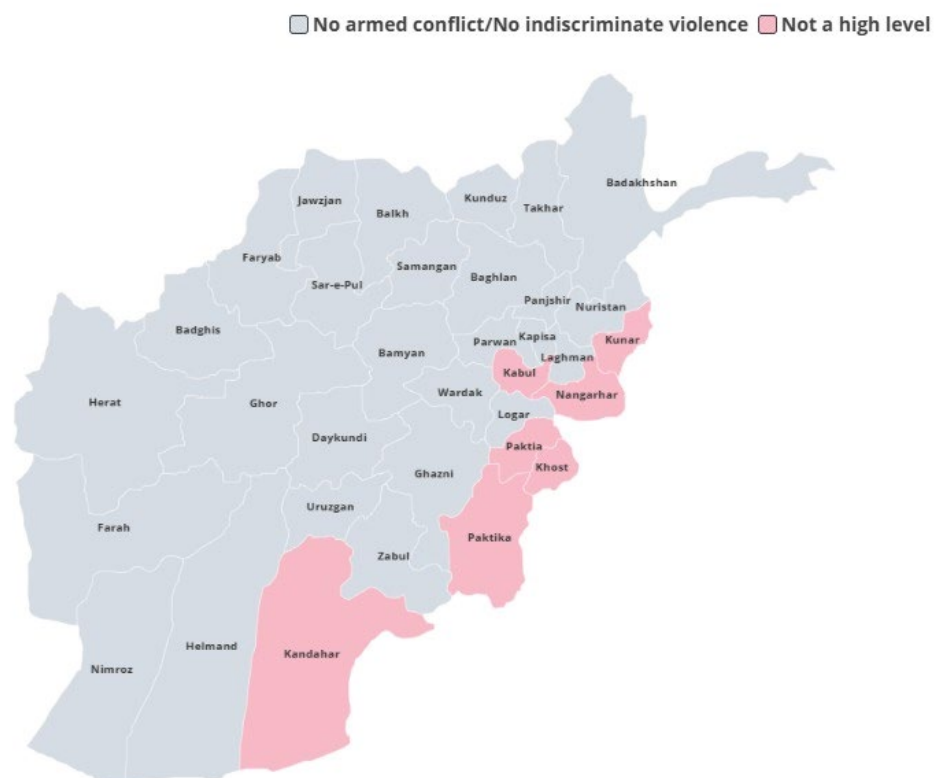 No armed conflict/No indiscriminate violence Not a high level
Badakhshan
Kunduz
Jawzjan
Takhar
Balkh
Faryab
Samangan
Baghlan
Sar-e-Pul
Panjshir
Nuristan
Badghis
Kapisa
Parwan
Kunar
Bamyan
Laghman
Kabul
Wardak
Nangarhar
Herat
Ghor
Logar
Daykundi
Paktia
Khost
Ghazni
Uruzgan
Farah
Paktika
Zabul
Helmand
Kandahar
Nimroz